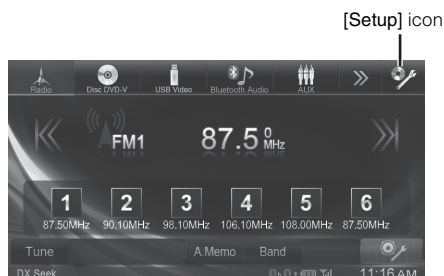 [Setup] icon
Radio Disc DVD-V USB Video Bluetooth Audio AUX
FM1 87.5 0 MHz
1 2 3 4 5 6
87.50MHz 90.10MHz 98.10MHz 106.10MHz 108.00MHz 87.50MHz
Tune A.Memo Band
DX Seek 11:16 AM